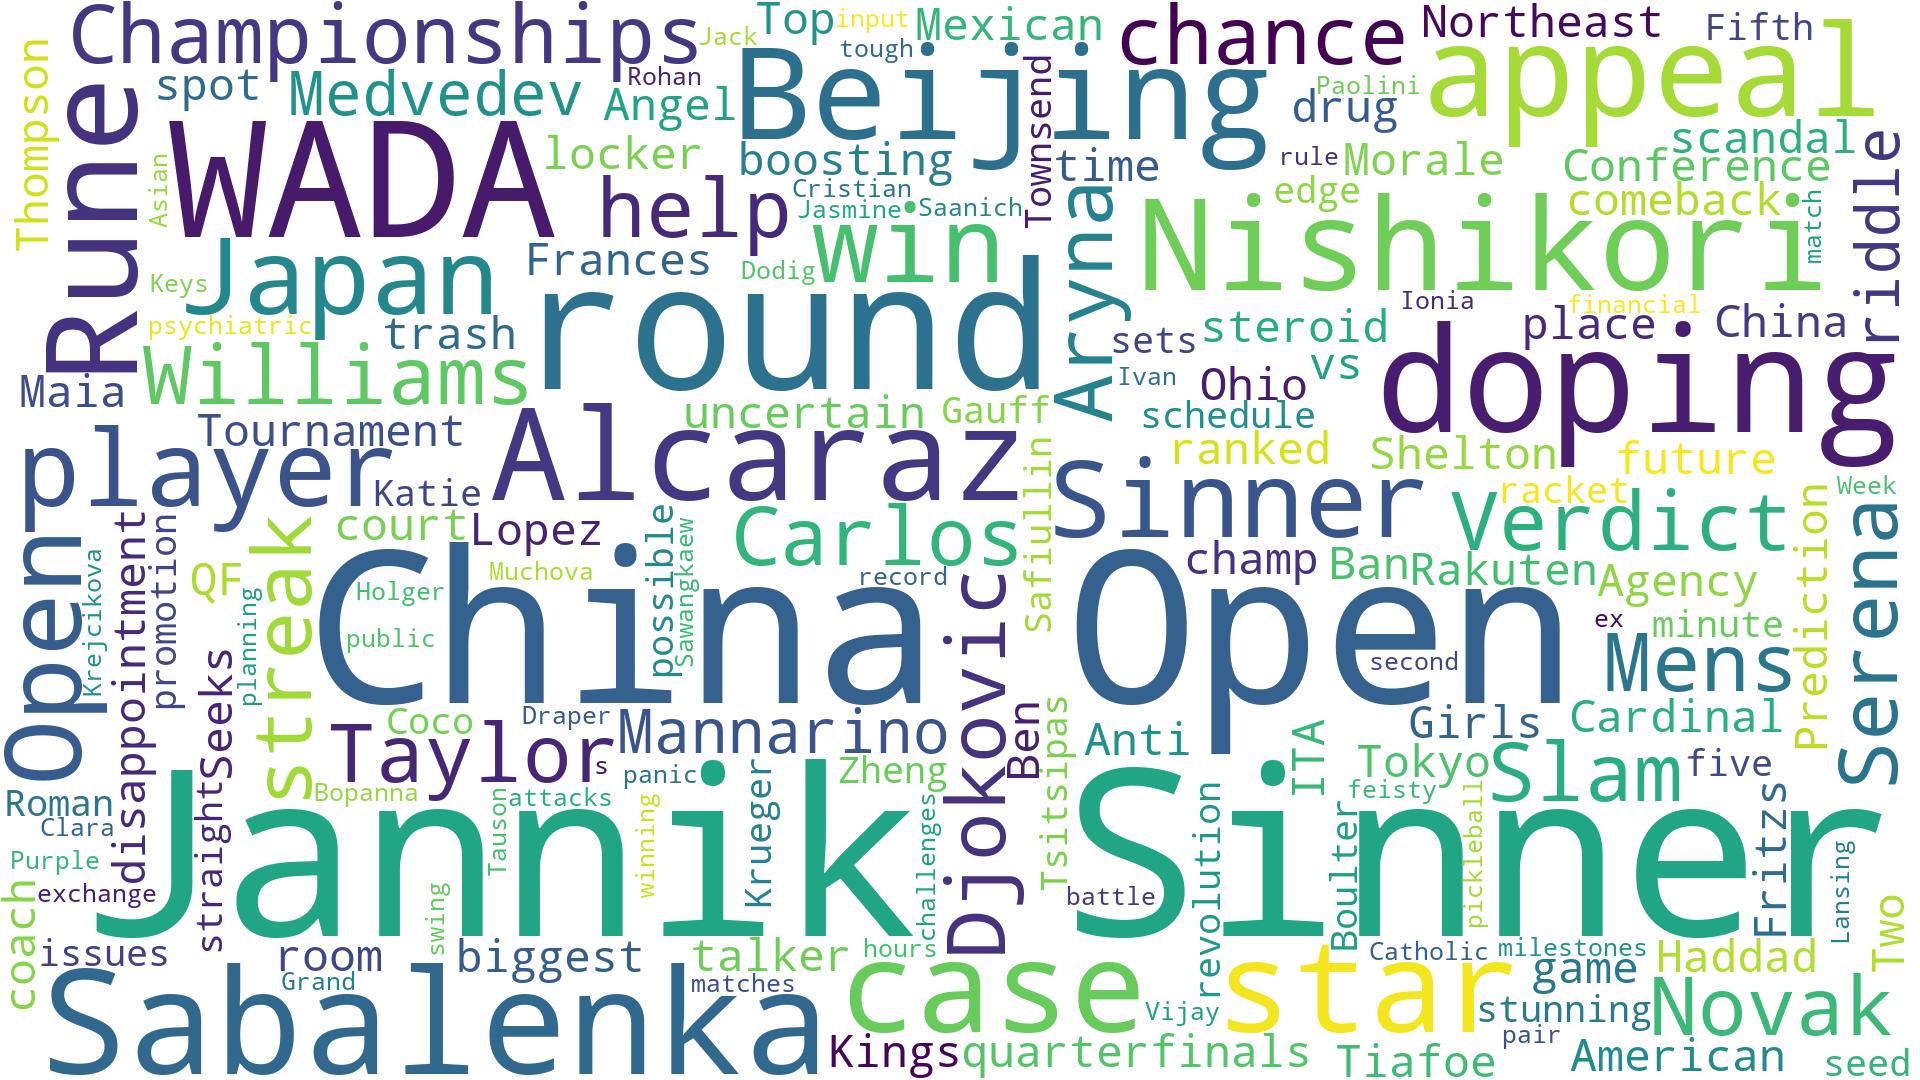 Championships
Jack
Top
input
Mexican
chance
Northeast
Fifth
appeal
Thompson
Rune
spot
Medvedev
Rohan
Angel
tough
Beijing
Townsend
Paolini
drug
scandal
WADA
locker
boosting
time
rule
Morale
Conference
riddle
Asian
help
Cristian
Jasmine
Saanich
Aryna
edge
comeback
match
Japan
Frances
win
Dodig
Nishikori
Keys
round
Ionia
financial
psychiatric
trash
sets
steroid
place
China
Williams
Maia
Ivan
Ohio
vs
doping
uncertain
Gauff
schedule
Tournament
Alcaraz
ranked
Shelton
future
player
Katie
Safiullin
Sinner
racket
Week
court
Lopez
possible
Sawangkaew
Carlos
Verdict
Prediction
Serena
Open
Krejcikova
disappointment
promotion
QF
streak
Muchova
record
champ
Ban
Rakuten
Agency
planning
Holger
China
Open
public
Djokovic
ex
minute
Seeks
second
Mens
Coco
Draper
Mannarino
Ben
Tsitsipas
Anti
Girls
Cardinal
Taylor
s
panic
Zheng
ITA
Tokyo
Slam
five
Roman
Clara
Bopanna
attacks
Krueger
revolution
feisty
Fritzs
Purple
straight
Jannik
Tauson
winning
challenges
Sinner
Boulter
pickleball
Lansing
exchange
battle
coach
swing
Two
issues
room
biggest
talker
hours
Catholic
milestones
Haddad
Grand
matches
case
star
game
Sabalenka
Vijay
stunning
Novak
Kings
quarterfinals
Tiafoe
pair
American
seed